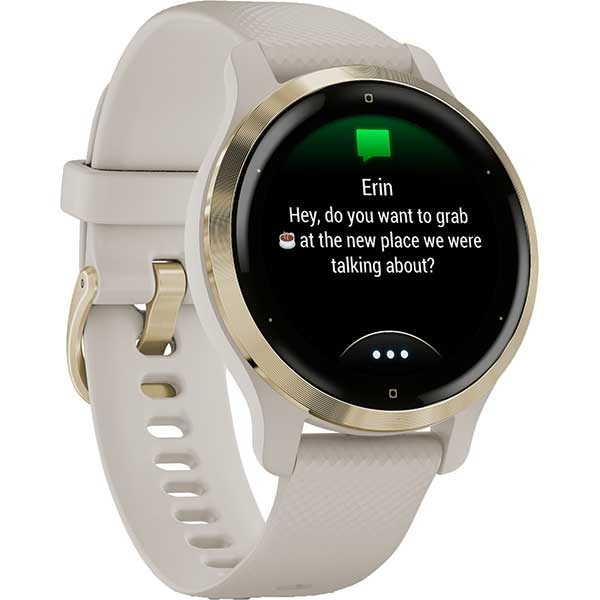 Erin
Hey, do you want to grab
☕ at the new place we were
talking about?